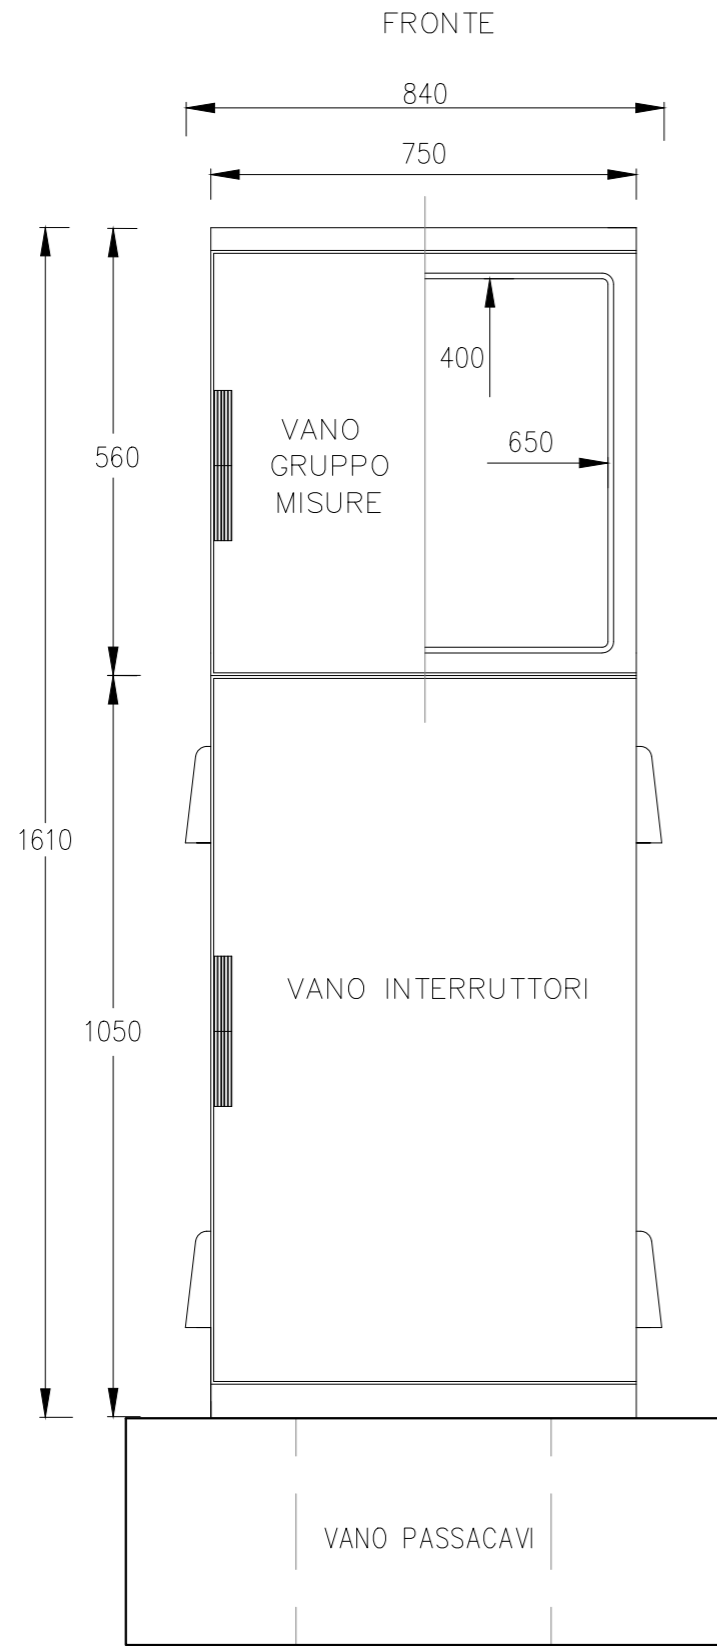 FRONTE
840
750
400
650
VANO
GRUPPO
MISURE
560
1610
VANO INTERRUTTORI
1050
VANO PASSACAVI